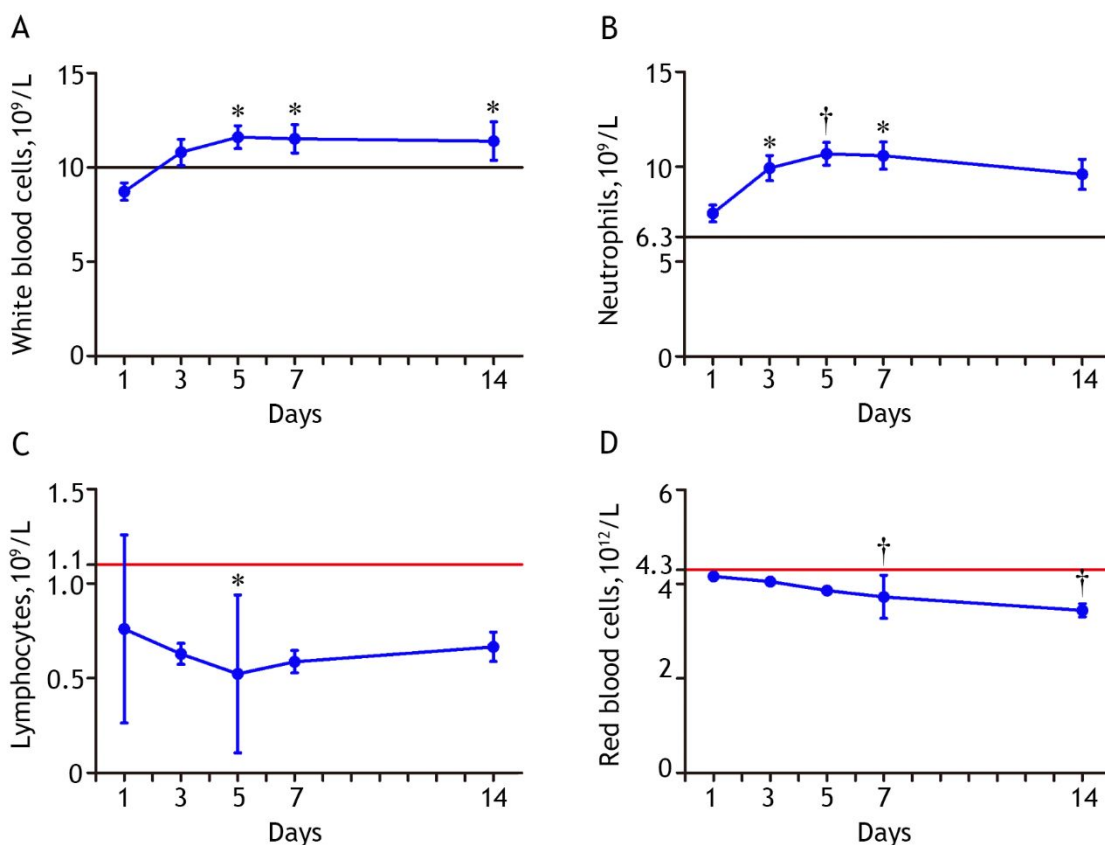 A
White blood cells,10⁹/L
15
*
*
*
10
5
0
1 3 5 7 14
Days
B
Neutrophils,10⁹/L
15
*
†
*
10
6.3
5
0
1 3 5 7 14
Days
C
Lymphocytes,10⁹/L
1.5
1.1
*
1.0
0.5
0
1 3 5 7 14
Days
D
Red blood cells,10¹²/L
6
†
4.3
†
4
2
0
1 3 5 7 14
Days